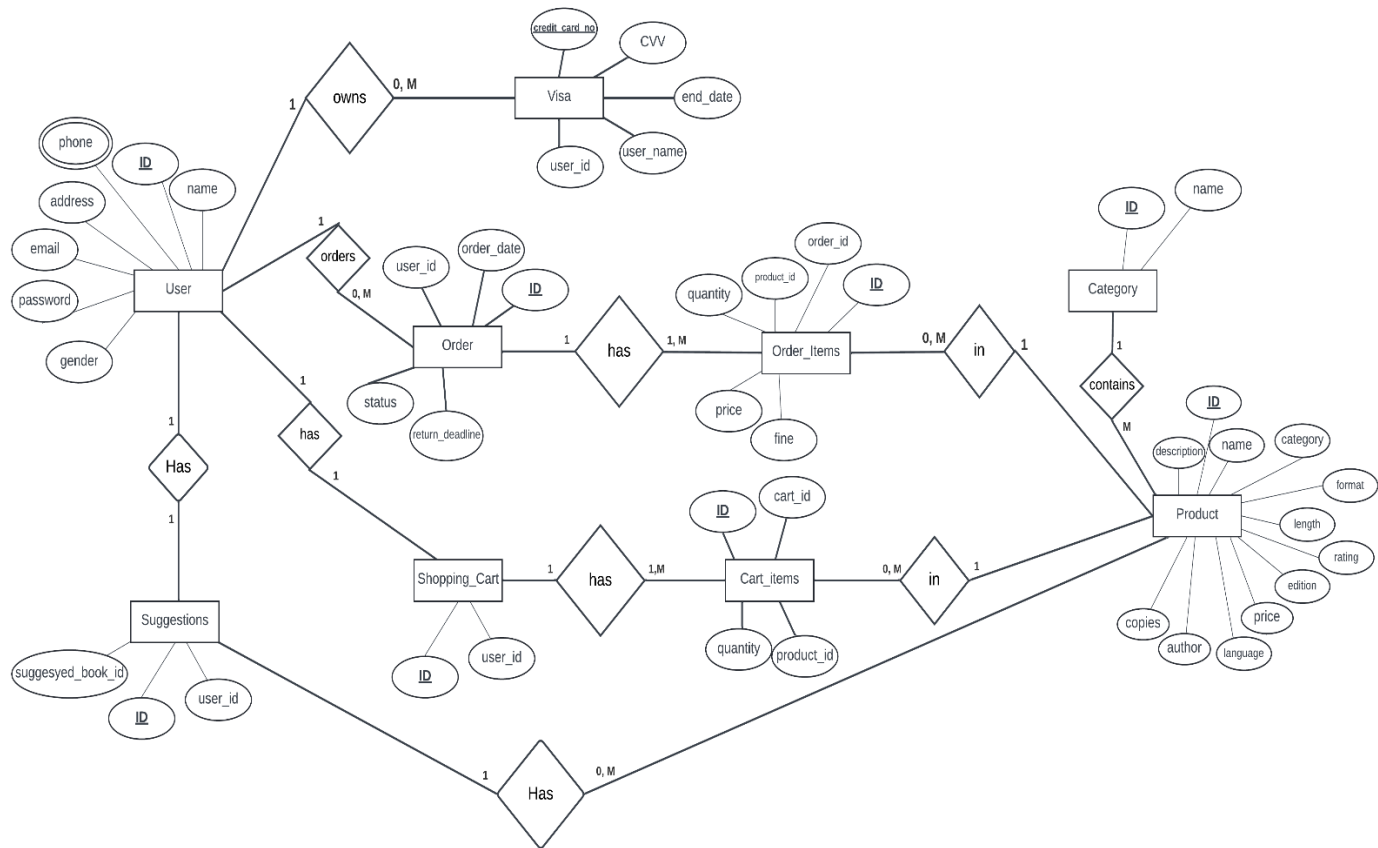 credit_card_no
CVV
owns
0, M
1
Visa
end_date
user_id
user_name
phone
ID
name
address
email
password
gender
User
1
orders
0, M
user_id
order_date
ID
Order
status
return_deadline
1
has
1, M
quantity
product_id
order_id
ID
Order_Items
price
fine
0, M
in
1
ID
name
Category
1
contains
M
ID
description
name
category
format
length
rating
edition
price
language
author
copies
Product
1
has
1
Shopping_Cart
ID
user_id
1
has
1,M
ID
cart_id
Cart_items
quantity
product_id
0, M
in
1
1
Has
1
Suggestions
suggesyed_book_id
ID
user_id
1
Has
0, M